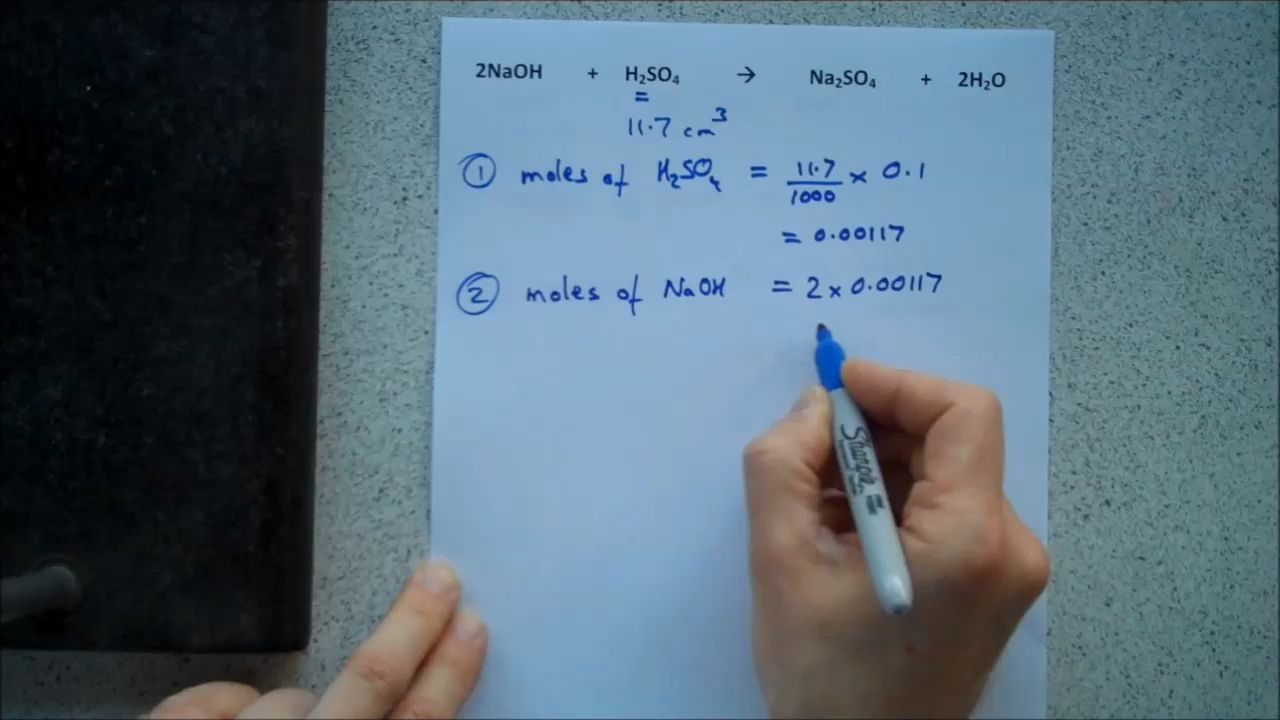 2NaOH + H₂SO₄ → Na₂SO₄ + 2H₂O
=
11.7 cm³
① moles of H₂SO₄ = 11.7/1000 × 0.1
= 0.00117
② moles of NaOH = 2 × 0.00117
Sharpie